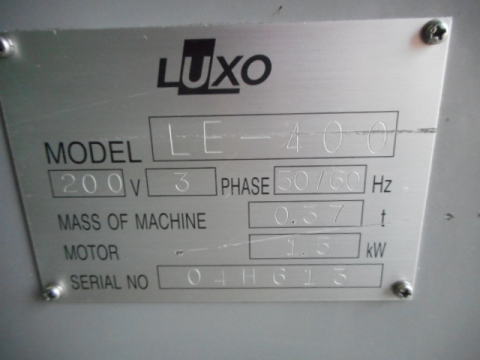 LUXO
MODEL LE-400
200 V 3 PHASE 50/60 Hz
MASS OF MACHINE 0.37 t
MOTOR 1.5 kW
SERIAL NO 04H613